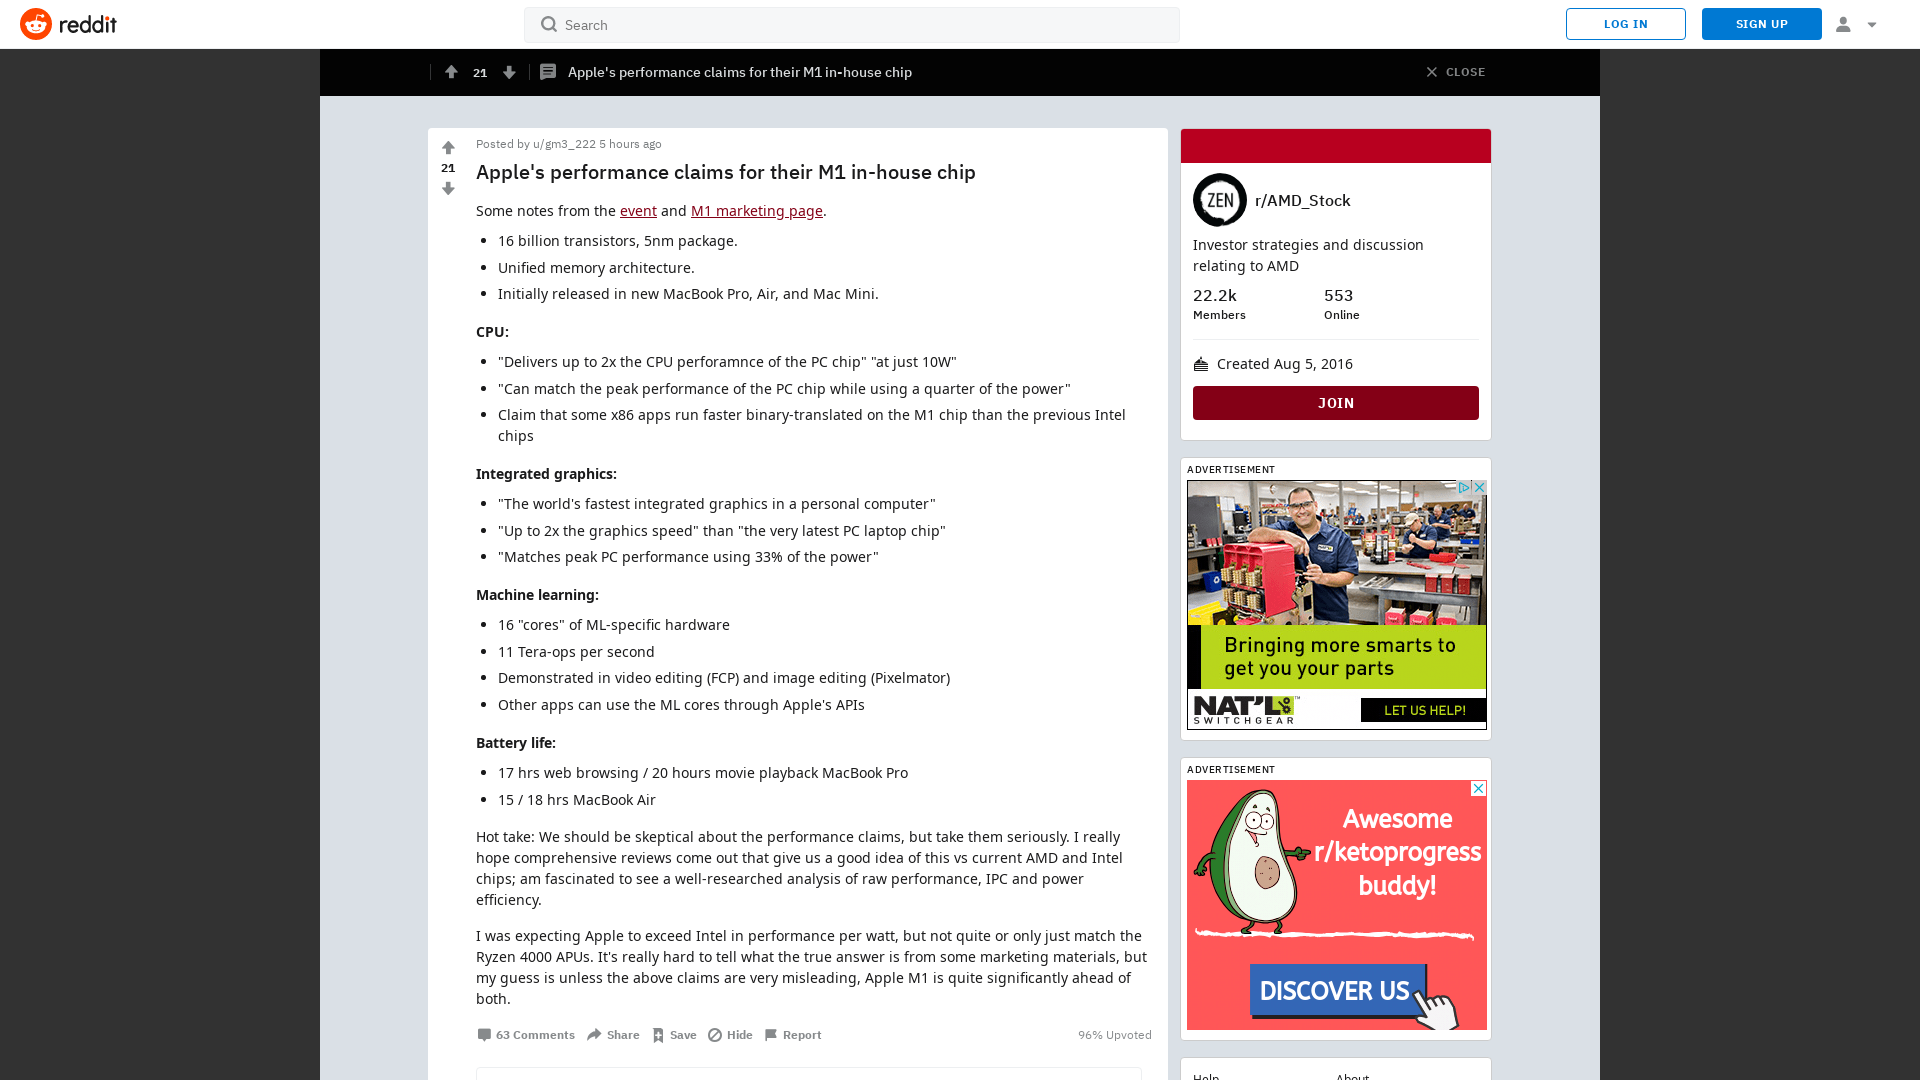 reddit
Search
LOG IN
SIGN UP
21
Apple's performance claims for their M1 in-house chip
CLOSE
21
Posted by u/gm3_222 5 hours ago
Apple's performance claims for their M1 in-house chip
Some notes from the event and M1 marketing page.
16 billion transistors, 5nm package.
Unified memory architecture.
Initially released in new MacBook Pro, Air, and Mac Mini.
CPU:
"Delivers up to 2x the CPU perforamnce of the PC chip" "at just 10W"
"Can match the peak performance of the PC chip while using a quarter of the power"
Claim that some x86 apps run faster binary-translated on the M1 chip than the previous Intel
chips
Integrated graphics:
"The world's fastest integrated graphics in a personal computer"
"Up to 2x the graphics speed" than "the very latest PC laptop chip"
"Matches peak PC performance using 33% of the power"
Machine learning:
16 "cores" of ML-specific hardware
11 Tera-ops per second
Demonstrated in video editing (FCP) and image editing (Pixelmator)
Other apps can use the ML cores through Apple's APIs
Battery life:
17 hrs web browsing / 20 hours movie playback MacBook Pro
15 / 18 hrs MacBook Air
Hot take: We should be skeptical about the performance claims, but take them seriously. I really
hope comprehensive reviews come out that give us a good idea of this vs current AMD and Intel
chips; am fascinated to see a well-researched analysis of raw performance, IPC and power
efficiency.
I was expecting Apple to exceed Intel in performance per watt, but not quite or only just match the
Ryzen 4000 APUs. It's really hard to tell what the true answer is from some marketing materials, but
my guess is unless the above claims are very misleading, Apple M1 is quite significantly ahead of
both.
63 Comments
Share
Save
Hide
Report
96% Upvoted
ZEN
r/AMD_Stock
Investor strategies and discussion
relating to AMD
22.2k
553
Members
Online
Created Aug 5, 2016
JOIN
ADVERTISEMENT
Bringing more smarts to
get you your parts
NAT'L
SWITCHGEAR
LET US HELP!
ADVERTISEMENT
Awesome
r/ketoprogress
buddy!
DISCOVER US
Help
About